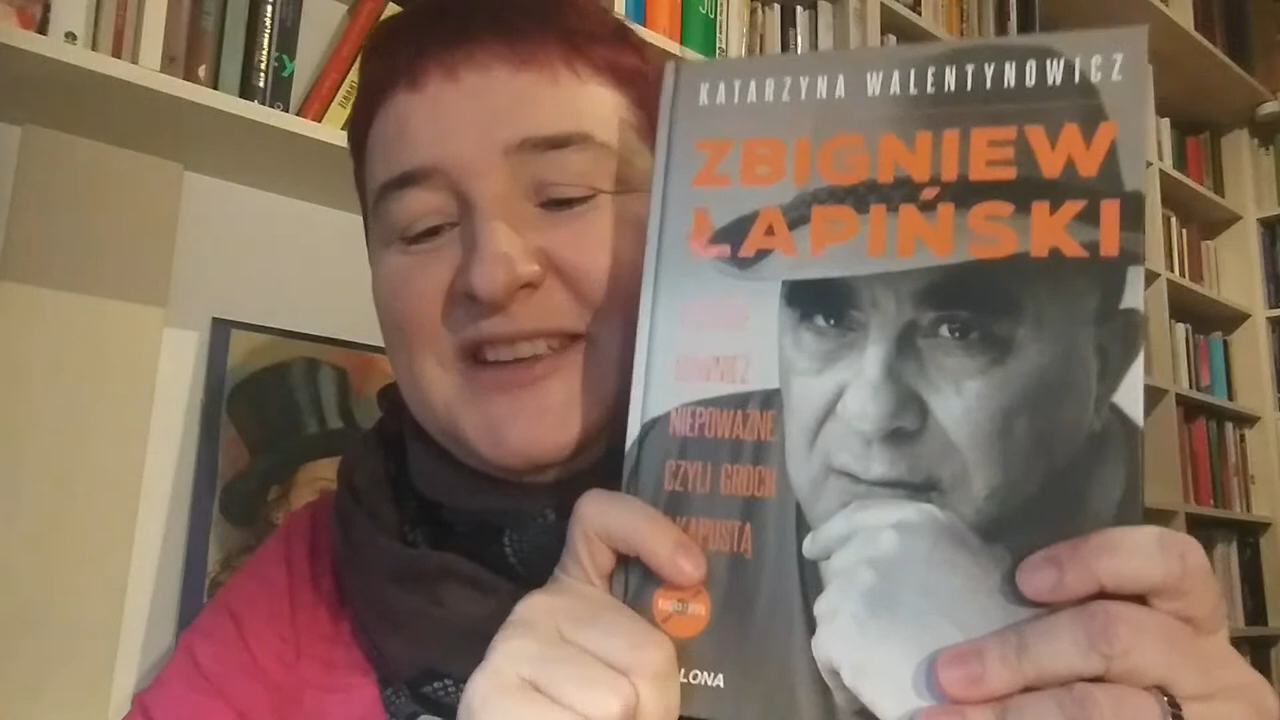 KATARZYNA WALENTYNOWICZ
ZBIGNIEW
ŁAPIŃSKI
NIEPOWAŻNE
CZYLI GROCH
KAPUSTĄ
LONA